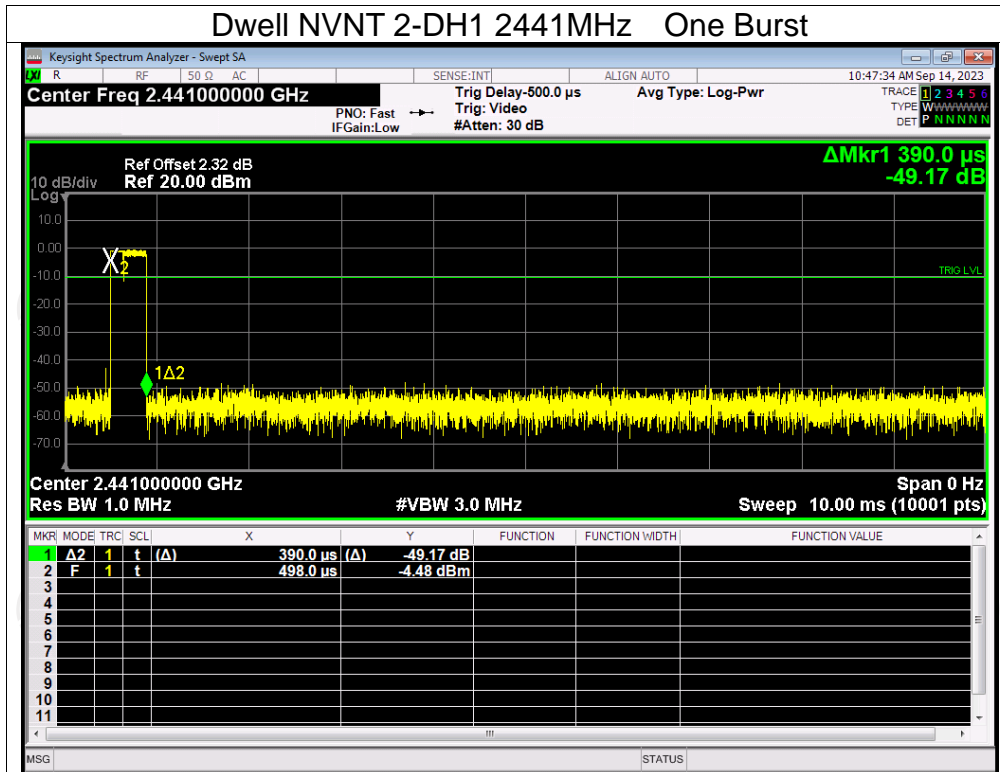 Dwell NVNT 2-DH1 2441MHz One Burst
Keysight Spectrum Analyzer - Swept SA
LXI R RF 50 Ω AC SENSE:INT ALIGN AUTO 10:47:34 AM Sep 14, 2023
Center Freq 2.441000000 GHz Trig Delay-500.0 µs Avg Type: Log-Pwr TRACE 1 2 3 4 5 6
PNO: Fast Trig: Video TYPE WWWWWW
IFGain:Low #Atten: 30 dB DET P N N N N N
ΔMkr1 390.0 µs
Ref Offset 2.32 dB
10 dB/div Ref 20.00 dBm -49.17 dB
Log
10.0
0.00
X2
-10.0
TRIG LVL
-20.0
-30.0
-40.0
1Δ2
-50.0
-60.0
-70.0
Center 2.441000000 GHz Span 0 Hz
Res BW 1.0 MHz #VBW 3.0 MHz Sweep 10.00 ms (10001 pts)
MKR MODE TRC SCL X Y FUNCTION FUNCTION WIDTH FUNCTION VALUE
1 Δ2 1 t (Δ) 390.0 µs (Δ) -49.17 dB
2 F 1 t 498.0 µs -4.48 dBm
3
4
5
6
7
8
9
10
11
MSG STATUS